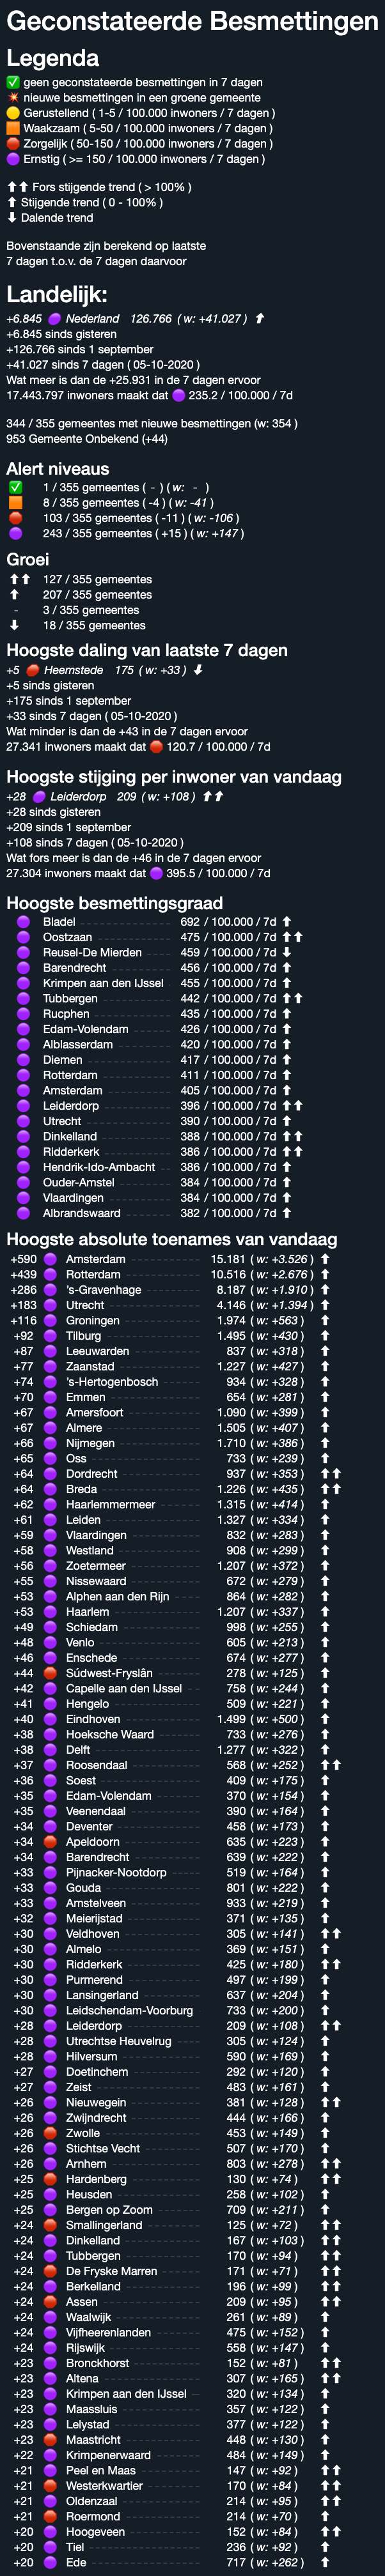 Geconstateerde Besmettingen
Legenda
✅ geen geconstateerde besmettingen in 7 dagen
💥 nieuwe besmettingen in een groene gemeente
🟡 Gerustellend ( 1-5 / 100.000 inwoners / 7 dagen )
🟧 Waakzaam ( 5-50 / 100.000 inwoners / 7 dagen )
🛑 Zorgelijk ( 50-150 / 100.000 inwoners / 7 dagen )
🟣 Ernstig ( >= 150 / 100.000 inwoners / 7 dagen )
⬆⬆ Fors stijgende trend ( > 100% )
⬆ Stijgende trend ( 0 - 100% )
⬇ Dalende trend
Bovenstaande zijn berekend op laatste
7 dagen t.o.v. de 7 dagen daarvoor
Landelijk:
+6.845 🟣 Nederland 126.766 ( w: +41.027 ) ⬆
+6.845 sinds gisteren
+126.766 sinds 1 september
+41.027 sinds 7 dagen ( 05-10-2020 )
Wat meer is dan de +25.931 in de 7 dagen ervoor
17.443.797 inwoners maakt dat 🟣 235.2 / 100.000 / 7d
344 / 355 gemeentes met nieuwe besmettingen (w: 354 )
953 Gemeente Onbekend (+44)
Alert niveaus
✅ 1 / 355 gemeentes ( - ) ( w: - )
🟧 8 / 355 gemeentes ( -4 ) ( w: -41 )
🛑 103 / 355 gemeentes ( -11 ) ( w: -106 )
🟣 243 / 355 gemeentes ( +15 ) ( w: +147 )
Groei
⬆⬆ 127 / 355 gemeentes
⬆ 207 / 355 gemeentes
- 3 / 355 gemeentes
⬇ 18 / 355 gemeentes
Hoogste daling van laatste 7 dagen
+5 🛑 Heemstede 175 ( w: +33 ) ⬇
+5 sinds gisteren
+175 sinds 1 september
+33 sinds 7 dagen ( 05-10-2020 )
Wat minder is dan de +43 in de 7 dagen ervoor
27.341 inwoners maakt dat 🛑 120.7 / 100.000 / 7d
Hoogste stijging per inwoner van vandaag
+28 🟣 Leiderdorp 209 ( w: +108 ) ⬆⬆
+28 sinds gisteren
+209 sinds 1 september
+108 sinds 7 dagen ( 05-10-2020 )
Wat fors meer is dan de +46 in de 7 dagen ervoor
27.304 inwoners maakt dat 🟣 395.5 / 100.000 / 7d
Hoogste besmettingsgraad
🟣 Bladel 692 / 100.000 / 7d ⬆
🟣 Oostzaan 475 / 100.000 / 7d ⬆⬆
🟣 Reusel-De Mierden 459 / 100.000 / 7d ⬇
🟣 Barendrecht 456 / 100.000 / 7d ⬆
🟣 Krimpen aan den IJssel 455 / 100.000 / 7d ⬆
🟣 Tubbergen 442 / 100.000 / 7d ⬆⬆
🟣 Rucphen 435 / 100.000 / 7d ⬆
🟣 Edam-Volendam 426 / 100.000 / 7d ⬆
🟣 Alblasserdam 420 / 100.000 / 7d ⬆
🟣 Diemen 417 / 100.000 / 7d ⬆
🟣 Rotterdam 411 / 100.000 / 7d ⬆
🟣 Amsterdam 405 / 100.000 / 7d ⬆
🟣 Leiderdorp 396 / 100.000 / 7d ⬆⬆
🟣 Utrecht 390 / 100.000 / 7d ⬆
🟣 Dinkelland 388 / 100.000 / 7d ⬆⬆
🟣 Ridderkerk 386 / 100.000 / 7d ⬆⬆
🟣 Hendrik-Ido-Ambacht 386 / 100.000 / 7d ⬆
🟣 Ouder-Amstel 384 / 100.000 / 7d ⬆
🟣 Vlaardingen 384 / 100.000 / 7d ⬆
🟣 Albrandswaard 382 / 100.000 / 7d ⬆
Hoogste absolute toenames van vandaag
+590 🟣 Amsterdam 15.181 ( w: +3.526 ) ⬆
+439 🟣 Rotterdam 10.516 ( w: +2.676 ) ⬆
+286 🟣 's-Gravenhage 8.187 ( w: +1.910 ) ⬆
+183 🟣 Utrecht 4.146 ( w: +1.394 ) ⬆
+116 🟣 Groningen 1.974 ( w: +563 ) ⬆
+92 🟣 Tilburg 1.495 ( w: +430 ) ⬆
+87 🟣 Leeuwarden 837 ( w: +318 ) ⬆
+77 🟣 Zaanstad 1.227 ( w: +427 ) ⬆
+74 🟣 's-Hertogenbosch 934 ( w: +328 ) ⬆
+70 🟣 Emmen 654 ( w: +281 ) ⬆
+67 🟣 Amersfoort 1.090 ( w: +399 ) ⬆
+67 🟣 Almere 1.505 ( w: +407 ) ⬆
+66 🟣 Nijmegen 1.710 ( w: +386 ) ⬆
+65 🟣 Oss 733 ( w: +239 ) ⬆
+64 🟣 Dordrecht 937 ( w: +353 ) ⬆⬆
+64 🟣 Breda 1.226 ( w: +435 ) ⬆⬆
+62 🟣 Haarlemmermeer 1.315 ( w: +414 ) ⬆
+61 🟣 Leiden 1.327 ( w: +334 ) ⬆
+59 🟣 Vlaardingen 832 ( w: +283 ) ⬆
+58 🟣 Westland 908 ( w: +299 ) ⬆
+56 🟣 Zoetermeer 1.207 ( w: +372 ) ⬆
+55 🟣 Nissewaard 672 ( w: +279 ) ⬆
+53 🟣 Alphen aan den Rijn 864 ( w: +282 ) ⬆
+53 🟣 Haarlem 1.207 ( w: +337 ) ⬆
+49 🟣 Schiedam 998 ( w: +255 ) ⬆
+48 🟣 Venlo 605 ( w: +213 ) ⬆
+46 🟣 Enschede 674 ( w: +277 ) ⬆
+44 🛑 Súdwest-Fryslân 278 ( w: +125 ) ⬆
+42 🟣 Capelle aan den IJssel 758 ( w: +244 ) ⬆
+41 🟣 Hengelo 509 ( w: +221 ) ⬆
+40 🟣 Eindhoven 1.499 ( w: +500 ) ⬆
+38 🟣 Hoeksche Waard 733 ( w: +276 ) ⬆
+38 🟣 Delft 1.277 ( w: +322 ) ⬆
+37 🟣 Roosendaal 568 ( w: +252 ) ⬆⬆
+36 🟣 Soest 409 ( w: +175 ) ⬆
+35 🟣 Edam-Volendam 370 ( w: +154 ) ⬆
+35 🟣 Veenendaal 390 ( w: +164 ) ⬆
+34 🟣 Deventer 458 ( w: +173 ) ⬆
+34 🛑 Apeldoorn 635 ( w: +223 ) ⬆
+34 🟣 Barendrecht 639 ( w: +222 ) ⬆
+33 🟣 Pijnacker-Nootdorp 519 ( w: +164 ) ⬆
+33 🟣 Gouda 801 ( w: +222 ) ⬆
+33 🟣 Amstelveen 933 ( w: +219 ) ⬆
+32 🟣 Meierijstad 371 ( w: +135 ) ⬆
+30 🟣 Veldhoven 305 ( w: +141 ) ⬆⬆
+30 🟣 Almelo 369 ( w: +151 ) ⬆
+30 🟣 Ridderkerk 425 ( w: +180 ) ⬆⬆
+30 🟣 Purmerend 497 ( w: +199 ) ⬆
+30 🟣 Lansingerland 637 ( w: +204 ) ⬆
+30 🟣 Leidschendam-Voorburg 733 ( w: +200 ) ⬆
+28 🟣 Leiderdorp 209 ( w: +108 ) ⬆⬆
+28 🟣 Utrechtse Heuvelrug 305 ( w: +124 ) ⬆
+28 🟣 Hilversum 590 ( w: +169 ) ⬆
+27 🟣 Doetinchem 292 ( w: +120 ) ⬆
+27 🟣 Zeist 483 ( w: +161 ) ⬆
+26 🟣 Nieuwegein 381 ( w: +128 ) ⬆⬆
+26 🟣 Zwijndrecht 444 ( w: +166 ) ⬆
+26 🛑 Zwolle 453 ( w: +149 ) ⬆
+26 🟣 Stichtse Vecht 507 ( w: +170 ) ⬆
+26 🟣 Arnhem 803 ( w: +278 ) ⬆⬆
+25 🛑 Hardenberg 130 ( w: +74 ) ⬆⬆
+25 🟣 Heusden 258 ( w: +102 ) ⬆
+25 🟣 Bergen op Zoom 709 ( w: +211 ) ⬆
+24 🛑 Smallingerland 125 ( w: +72 ) ⬆⬆
+24 🟣 Dinkelland 167 ( w: +103 ) ⬆⬆
+24 🟣 Tubbergen 170 ( w: +94 ) ⬆⬆
+24 🛑 De Fryske Marren 171 ( w: +71 ) ⬆⬆
+24 🟣 Berkelland 196 ( w: +99 ) ⬆⬆
+24 🛑 Assen 209 ( w: +95 ) ⬆⬆
+24 🟣 Waalwijk 261 ( w: +89 ) ⬆
+24 🟣 Vijfheerenlanden 475 ( w: +152 ) ⬆
+24 🟣 Rijswijk 558 ( w: +147 ) ⬆
+23 🟣 Bronckhorst 152 ( w: +81 ) ⬆⬆
+23 🟣 Altena 307 ( w: +165 ) ⬆⬆
+23 🟣 Krimpen aan den IJssel 320 ( w: +134 ) ⬆
+23 🟣 Maassluis 357 ( w: +122 ) ⬆
+23 🟣 Lelystad 377 ( w: +122 ) ⬆
+23 🛑 Maastricht 448 ( w: +130 ) ⬆
+22 🟣 Krimpenerwaard 484 ( w: +149 ) ⬆
+21 🟣 Peel en Maas 147 ( w: +92 ) ⬆⬆
+21 🛑 Westerkwartier 170 ( w: +84 ) ⬆⬆
+21 🟣 Oldenzaal 214 ( w: +95 ) ⬆⬆
+21 🛑 Roermond 214 ( w: +70 ) ⬆
+20 🟣 Hoogeveen 152 ( w: +84 ) ⬆⬆
+20 🟣 Tiel 236 ( w: +92 ) ⬆
+20 🟣 Ede 717 ( w: +262 ) ⬆